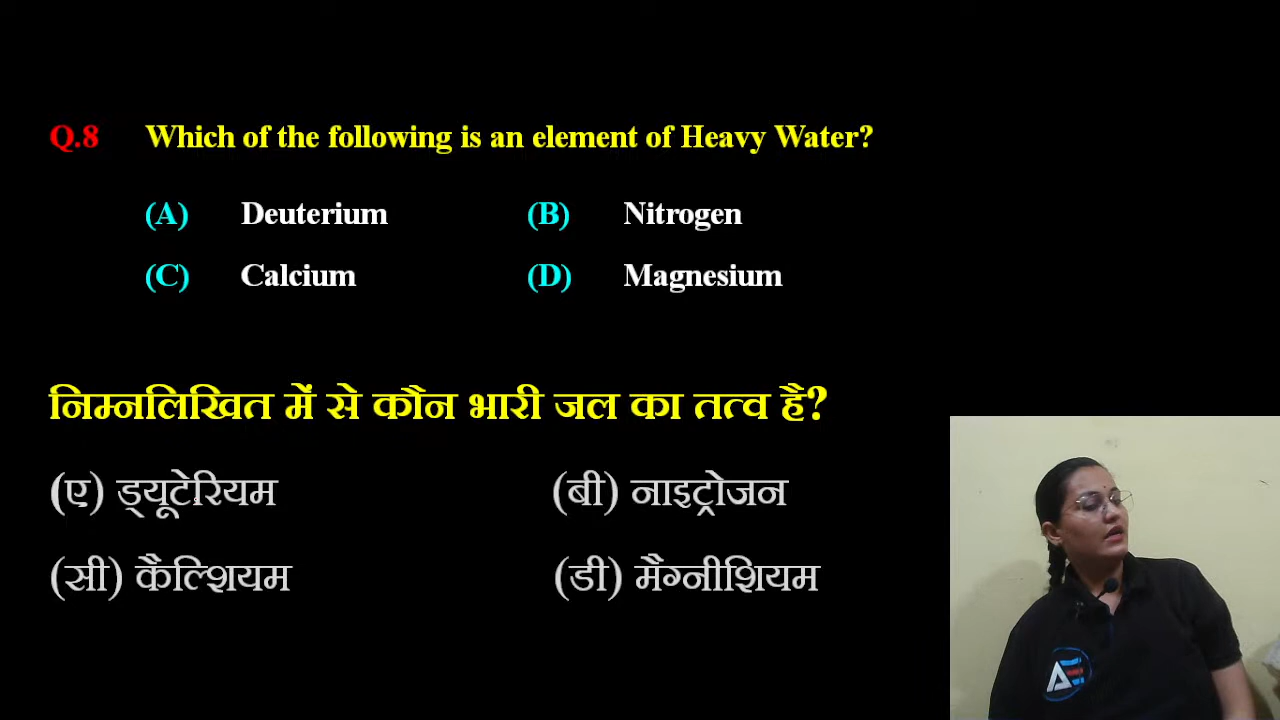 Q.8 Which of the following is an element of Heavy Water?
(A) Deuterium (B) Nitrogen
(C) Calcium (D) Magnesium
निम्नलिखित में से कौन भारी जल का तत्व है?
(ए) ड्यूटेरियम (बी) नाइट्रोजन
(सी) कैल्शियम (डी) मैग्नीशियम